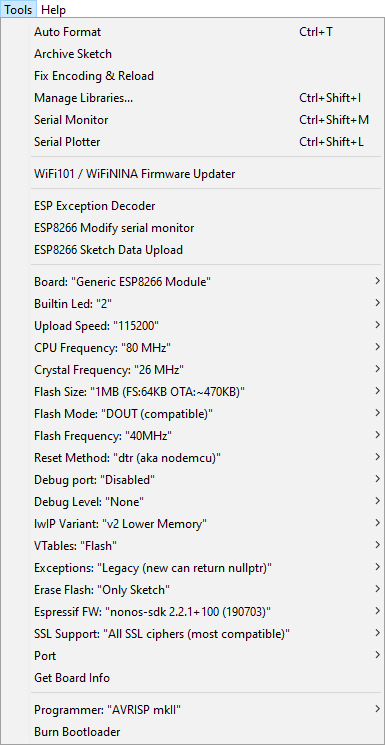 Tools Help
Auto Format Ctrl+T
Archive Sketch
Fix Encoding & Reload
Manage Libraries... Ctrl+Shift+I
Serial Monitor Ctrl+Shift+M
Serial Plotter Ctrl+Shift+L
WiFi101 / WiFiNINA Firmware Updater
ESP Exception Decoder
ESP8266 Modify serial monitor
ESP8266 Sketch Data Upload
Board: "Generic ESP8266 Module"
Builtin Led: "2"
Upload Speed: "115200"
CPU Frequency: "80 MHz"
Crystal Frequency: "26 MHz"
Flash Size: "1MB (FS:64KB OTA:~470KB)"
Flash Mode: "DOUT (compatible)"
Flash Frequency: "40MHz"
Reset Method: "dtr (aka nodemcu)"
Debug port: "Disabled"
Debug Level: "None"
lwIP Variant: "v2 Lower Memory"
VTables: "Flash"
Exceptions: "Legacy (new can return nullptr)"
Erase Flash: "Only Sketch"
Espressif FW: "nonos-sdk 2.2.1+100 (190703)"
SSL Support: "All SSL ciphers (most compatible)"
Port
Get Board Info
Programmer: "AVRISP mkII"
Burn Bootloader